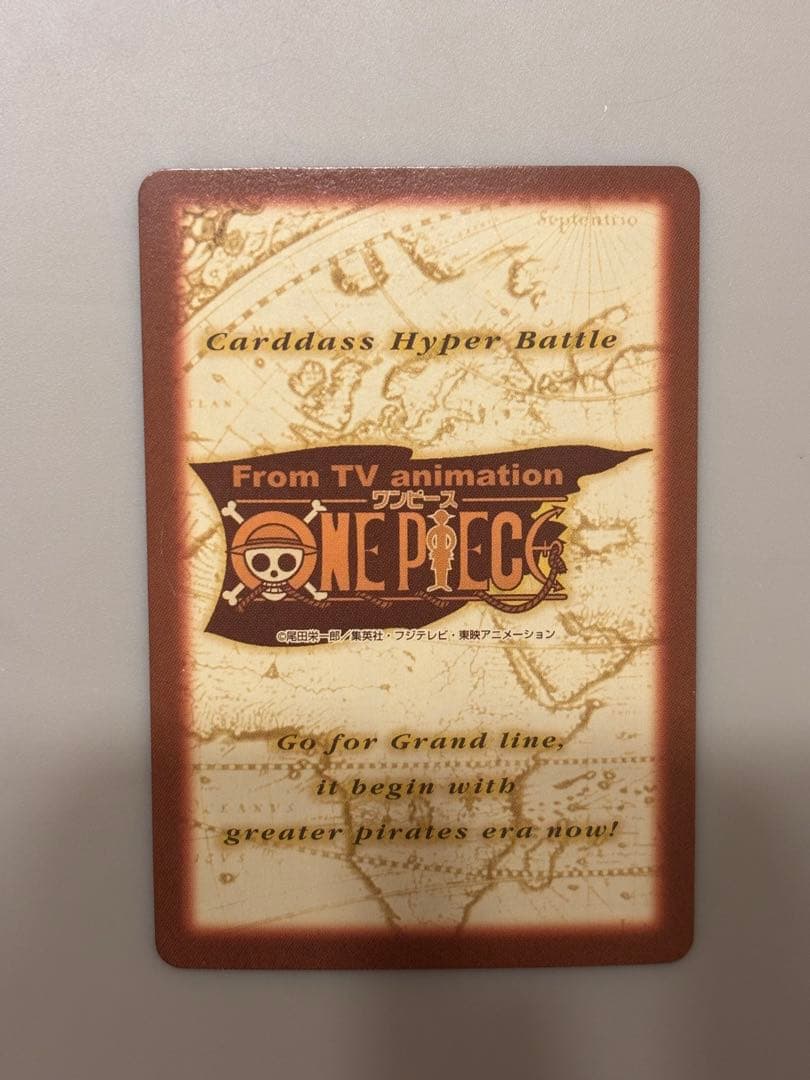 Septentrio
Carddass Hyper Battle
From TV animation
ワンピース
ONE PIECE
©尾田栄一郎／集英社・フジテレビ・東映アニメーション
Go for Grand line,
it begin with
greater pirates era now!